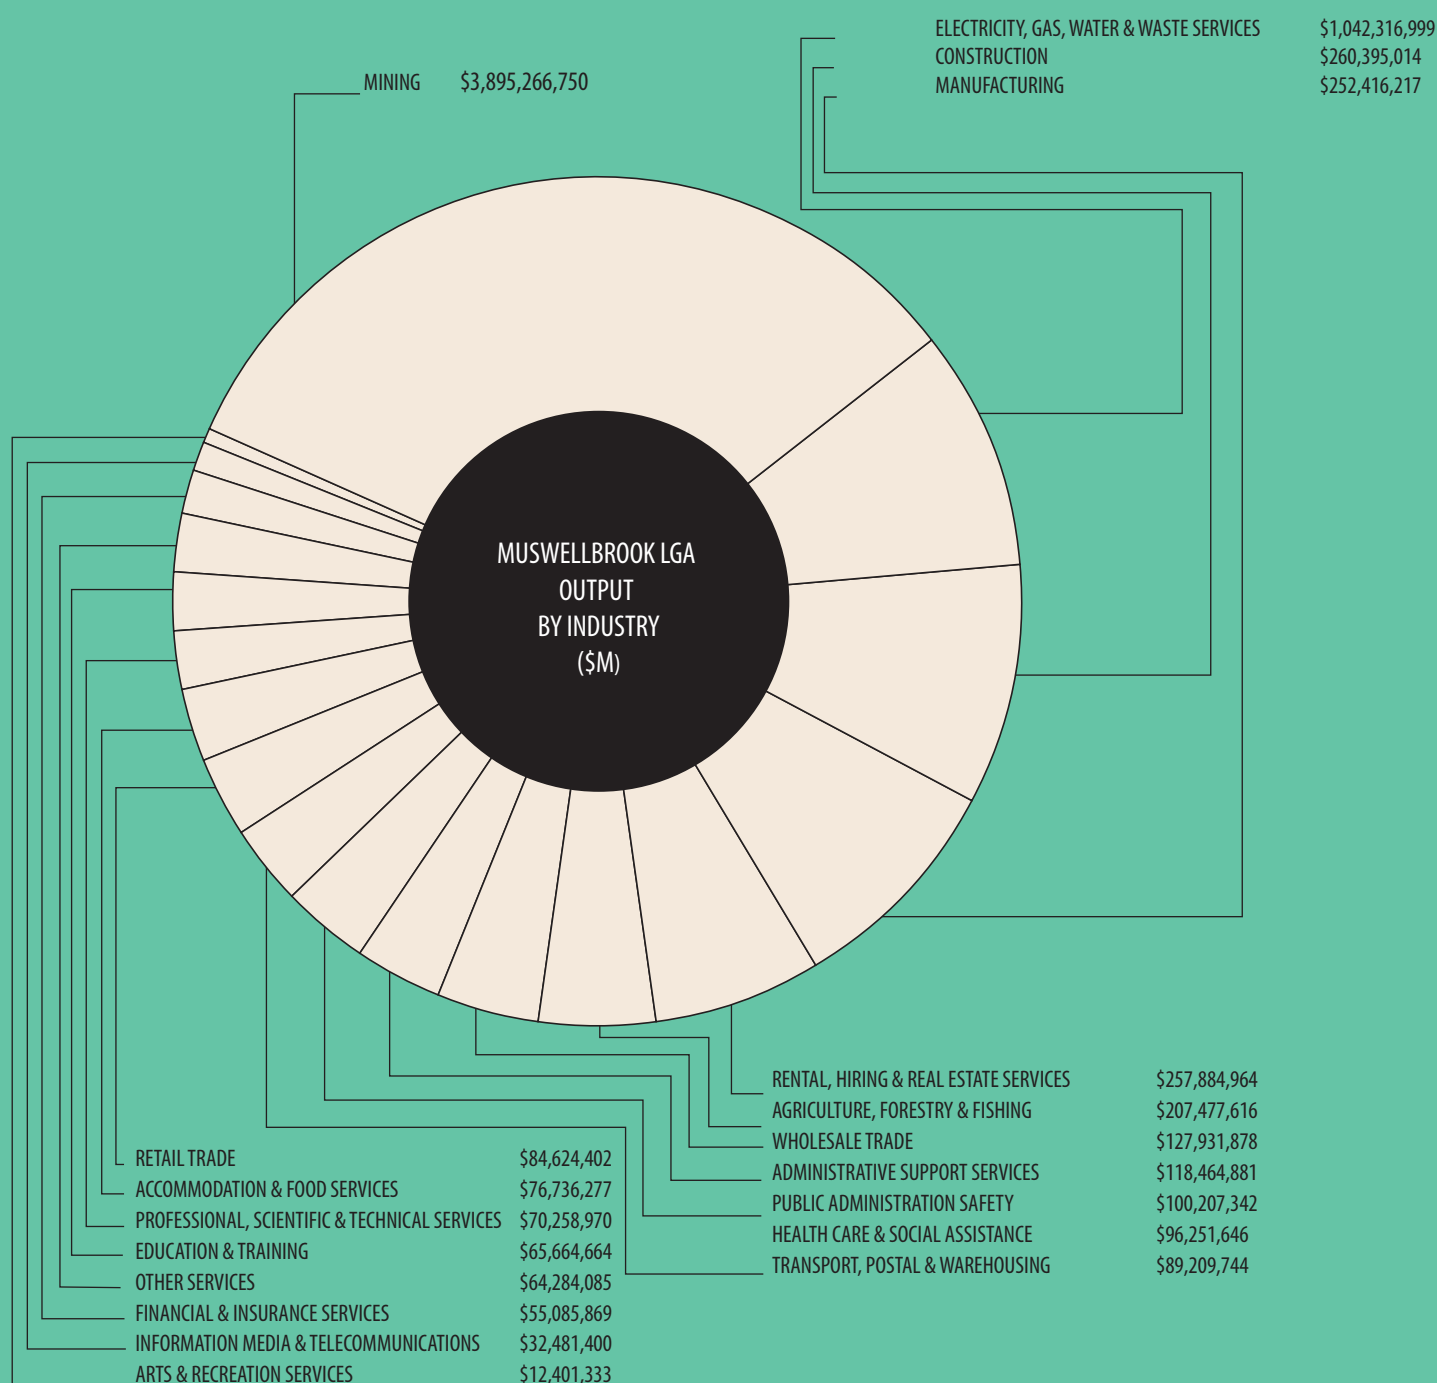 ELECTRICITY, GAS, WATER & WASTE SERVICES $1,042,316,999
CONSTRUCTION $260,395,014
MANUFACTURING $252,416,217
MINING $3,895,266,750
MUSWELLBROOK LGA
OUTPUT
BY INDUSTRY
($M)
RENTAL, HIRING & REAL ESTATE SERVICES $257,884,964
AGRICULTURE, FORESTRY & FISHING $207,477,616
WHOLESALE TRADE $127,931,878
ADMINISTRATIVE SUPPORT SERVICES $118,464,881
PUBLIC ADMINISTRATION SAFETY $100,207,342
HEALTH CARE & SOCIAL ASSISTANCE $96,251,646
TRANSPORT, POSTAL & WAREHOUSING $89,209,744
RETAIL TRADE $84,624,402
ACCOMMODATION & FOOD SERVICES $76,736,277
PROFESSIONAL, SCIENTIFIC & TECHNICAL SERVICES $70,258,970
EDUCATION & TRAINING $65,664,664
OTHER SERVICES $64,284,085
FINANCIAL & INSURANCE SERVICES $55,085,869
INFORMATION MEDIA & TELECOMMUNICATIONS $32,481,400
ARTS & RECREATION SERVICES $12,401,333